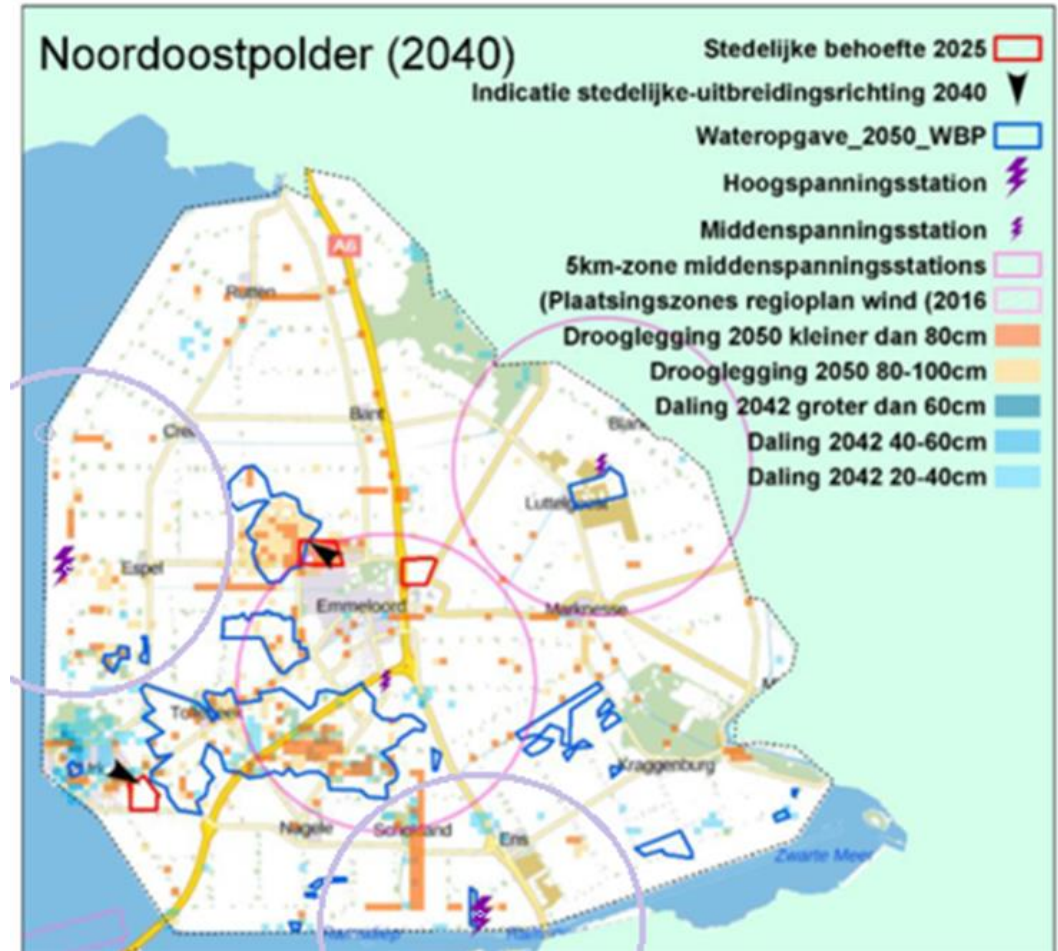 Noordoostpolder (2040)
Stedelijke behoefte 2025
Indicatie stedelijke-uitbreidingsrichting 2040
Wateropgave_2050_WBP
Hoogspanningsstation
Middenspanningsstation
5km-zone middenspanningsstations
(Plaatsingszones regioplan wind (2016
Drooglegging 2050 kleiner dan 80cm
Drooglegging 2050 80-100cm
Daling 2042 groter dan 60cm
Daling 2042 40-60cm
Daling 2042 20-40cm
A6
Rutten
Bant
Creil
Luttelgeest
Espel
Emmeloord
Marknesse
Kraggenburg
Nagele
Schokland
Ens
Zwarte Meer